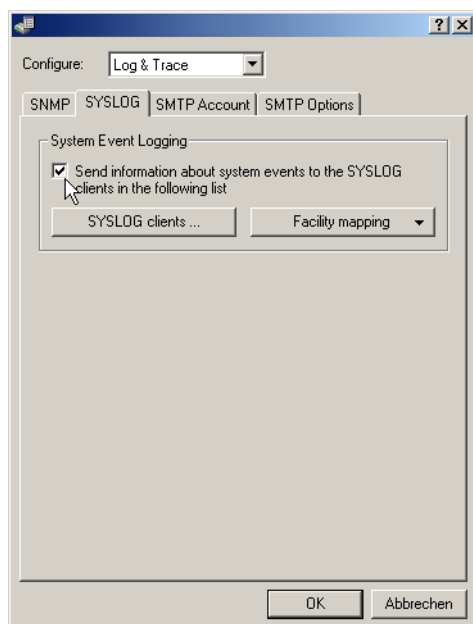 Configure: Log & Trace
SNMP SYSLOG SMTP Account SMTP Options
System Event Logging
Send information about system events to the SYSLOG
clients in the following list
SYSLOG clients ... Facility mapping
OK Abbrechen